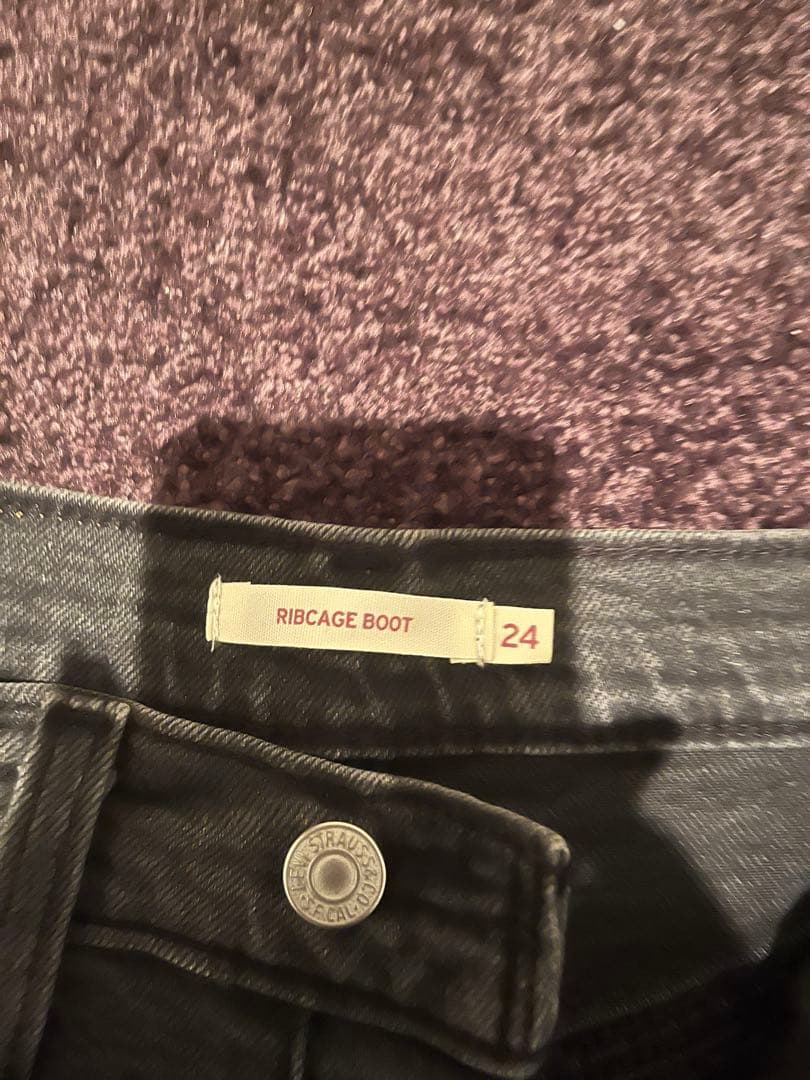 RIBCAGE BOOT
24
LEVI STRAUSS & CO.
S.F. CAL.